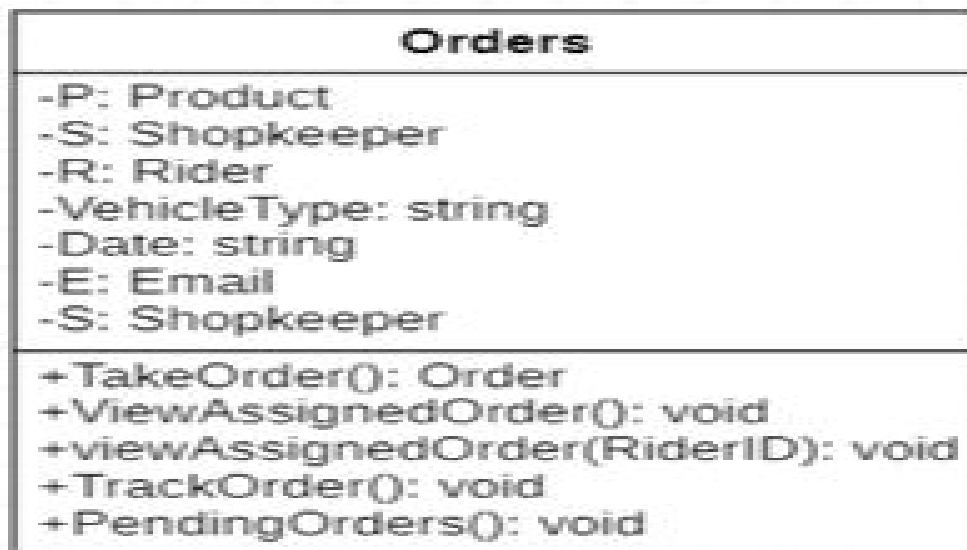 Orders
-P: Product
-S: Shopkeeper
-R: Rider
-VehicleType: string
-Date: string
-E: Email
-S: Shopkeeper
+TakeOrder(): Order
+ViewAssignedOrder(): void
+viewAssignedOrder(RiderID): void
+TrackOrder(): void
+PendingOrders(): void